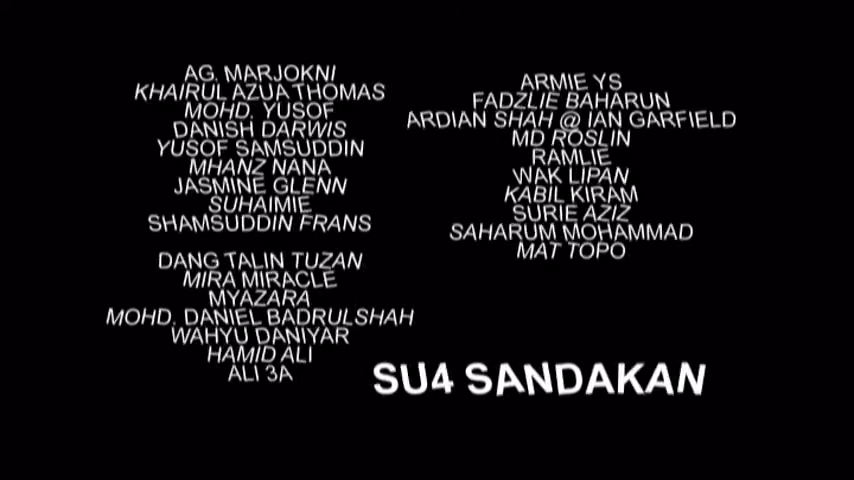 AG. MARJOKNI
KHAIRUL AZUA THOMAS
MOHD. YUSOF
DANISH DARWIS
YUSOF SAMSUDDIN
MHANZ NANA
JASMINE GLENN
SUHAIMIE
SHAMSUDDIN FRANS
DANG TALIN TUZAN
MIRA MIRACLE
MYAZARA
MOHD. DANIEL BADRULSHAH
WAHYU DANIYAR
HAMID ALI
ALI 3A
ARMIE YS
FADZLIE BAHARUN
ARDIAN SHAH @ IAN GARFIELD
MD ROSLIN
RAMLIE
WAK LIPAN
KABIL KIRAM
SURIE AZIZ
SAHARUM MOHAMMAD
MAT TOPO
SU4 SANDAKAN